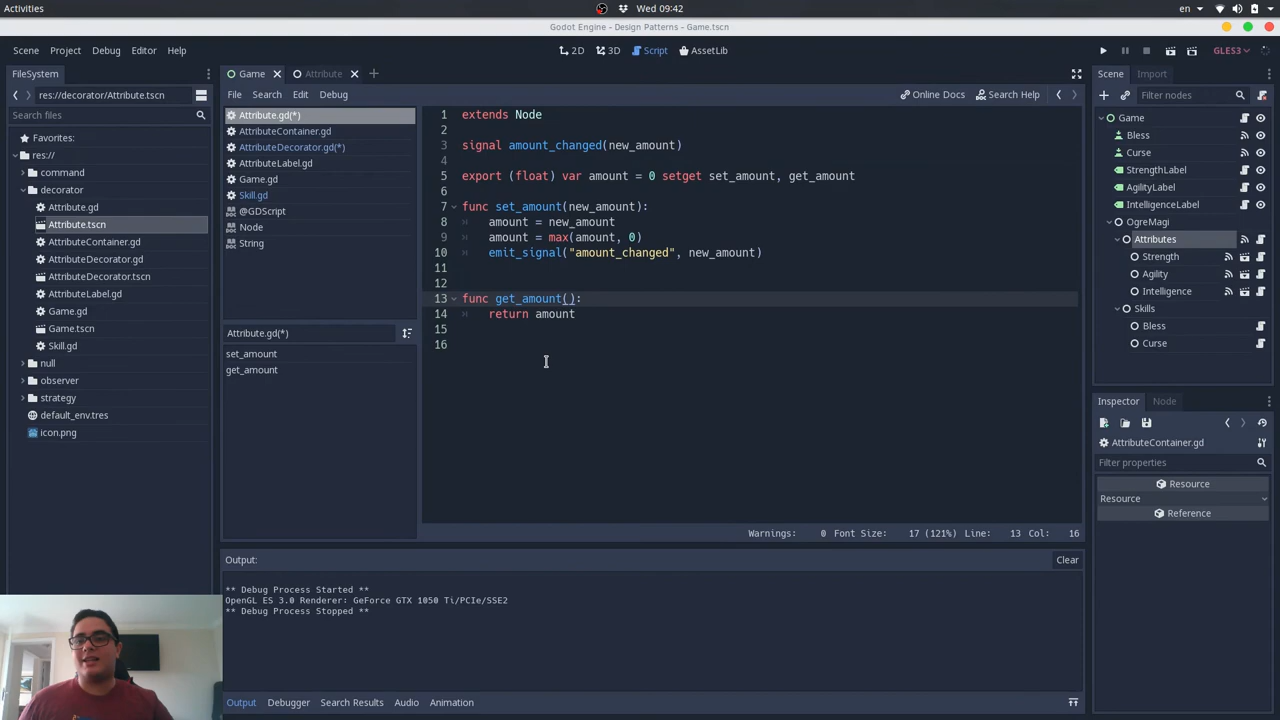 Activities
Wed 09:42
en
Godot Engine - Design Patterns - Game.tscn
Scene Project Debug Editor Help
2D 3D Script AssetLib
GLES3
FileSystem
res://decorator/Attribute.tscn
Search files
Favorites:
res://
command
decorator
Attribute.gd
Attribute.tscn
AttributeContainer.gd
AttributeDecorator.gd
AttributeDecorator.tscn
AttributeLabel.gd
Game.gd
Game.tscn
Skill.gd
null
observer
strategy
default_env.tres
icon.png
Game Attribute
File Search Edit Debug
Online Docs Search Help
Attribute.gd(*)
AttributeContainer.gd
AttributeDecorator.gd(*)
AttributeLabel.gd
Game.gd
Skill.gd
@GDScript
Node
String
Attribute.gd(*)
set_amount
get_amount
1 extends Node
2
3 signal amount_changed(new_amount)
4
5 export (float) var amount = 0 setget set_amount, get_amount
6
7 func set_amount(new_amount):
8 amount = new_amount
9 amount = max(amount, 0)
10 emit_signal("amount_changed", new_amount)
11
12
13 func get_amount():
14 return amount
15
16
Warnings: 0 Font Size: 17 (121%) Line: 13 Col: 16
Output: Clear
** Debug Process Started **
OpenGL ES 3.0 Renderer: GeForce GTX 1050 Ti/PCIe/SSE2
** Debug Process Stopped **
Output Debugger Search Results Audio Animation
Scene Import
Filter nodes
Game
Bless
Curse
StrengthLabel
AgilityLabel
IntelligenceLabel
OgreMagi
Attributes
Strength
Agility
Intelligence
Skills
Bless
Curse
Inspector Node
AttributeContainer.gd
Filter properties
Resource
Resource
Reference